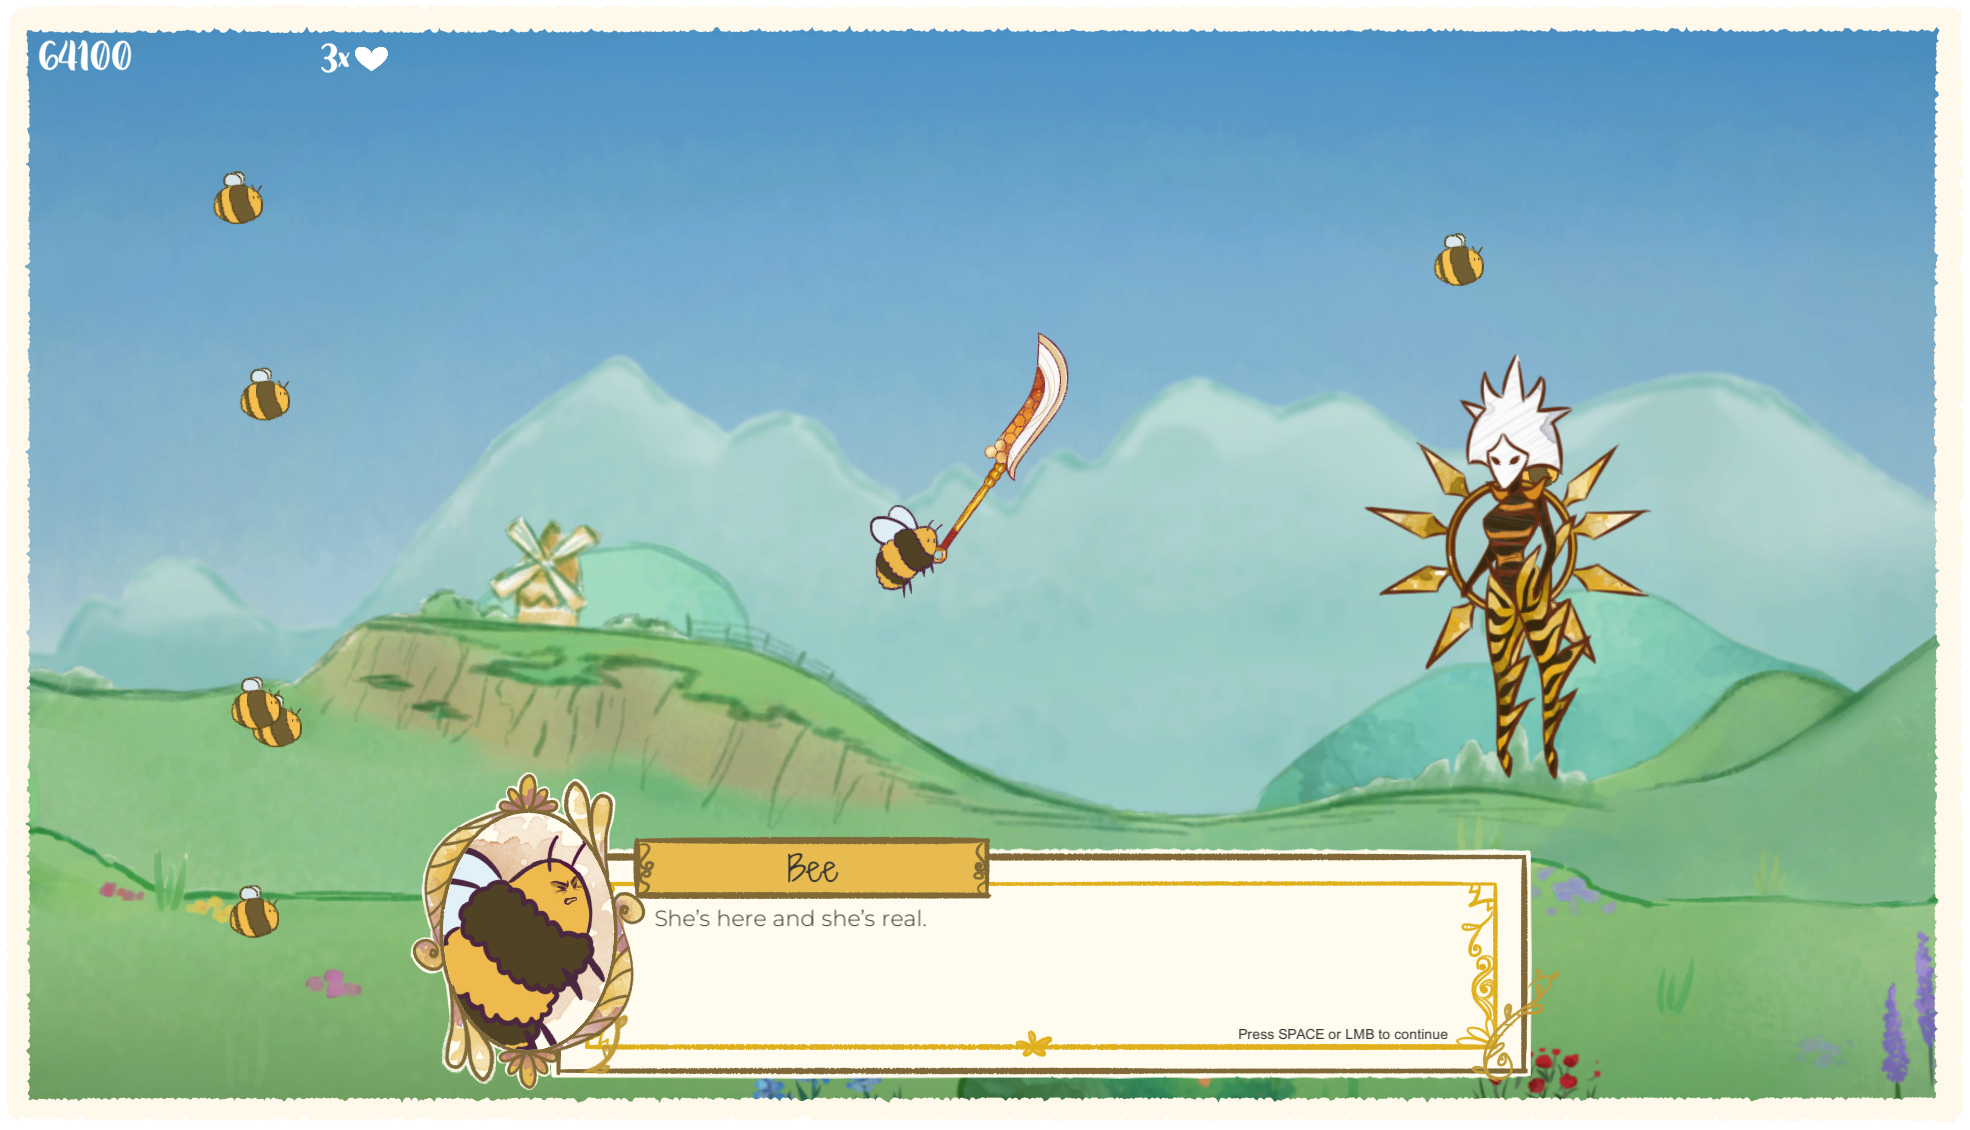 64100
3x
Bee
She's here and she's real.
Press SPACE or LMB to continue